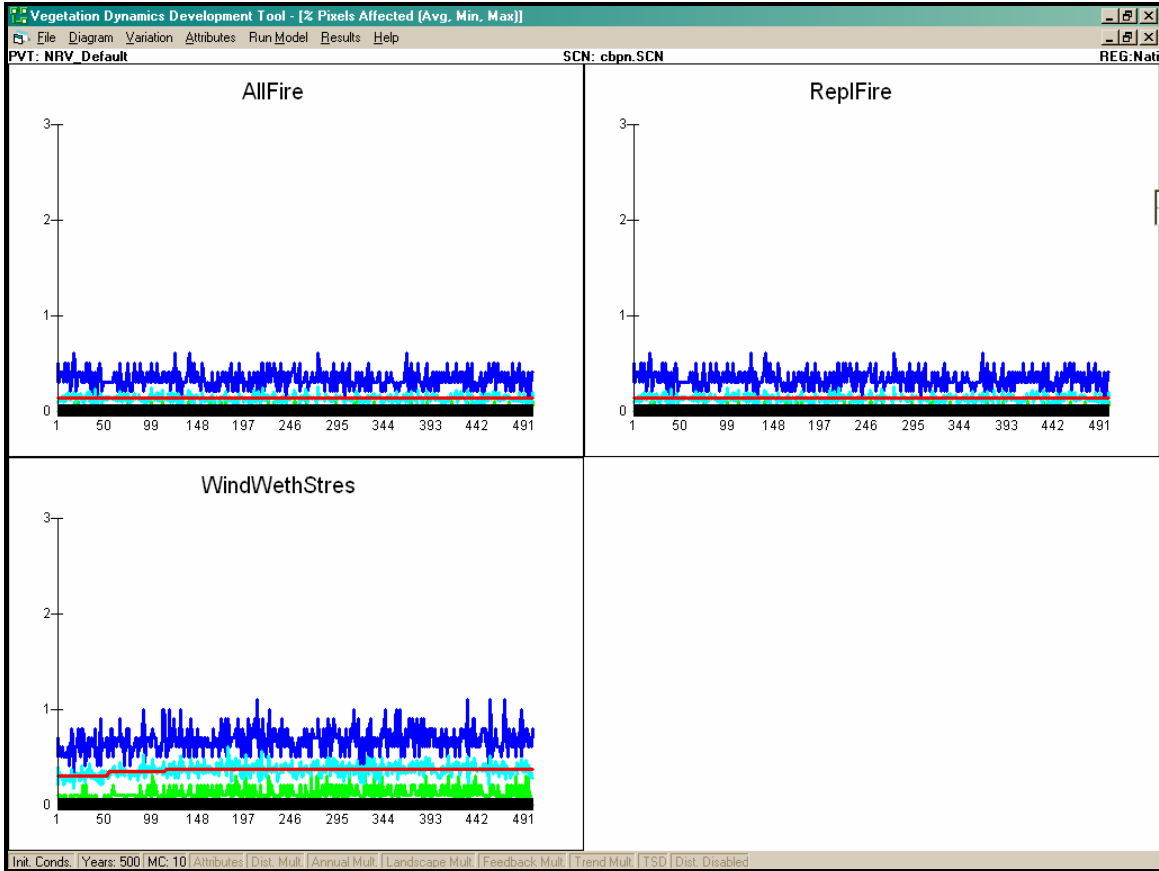 Vegetation Dynamics Development Tool - [% Pixels Affected (Avg, Min, Max)]
File Diagram Variation Attributes Run Model Results Help
PVT: NRV_Default SCN: cbpn.SCN REG:Nati
AllFire
3
2
1
0
1 50 99 148 197 246 295 344 393 442 491
ReplFire
3
2
1
0
1 50 99 148 197 246 295 344 393 442 491
WindWethStres
3
2
1
0
1 50 99 148 197 246 295 344 393 442 491
Init. Conds. Years: 500 MC: 10 Attributes Dist. Mult. Annual Mult. Landscape Mult. Feedback Mult. Trend Mult. TSD Dist. Disabled